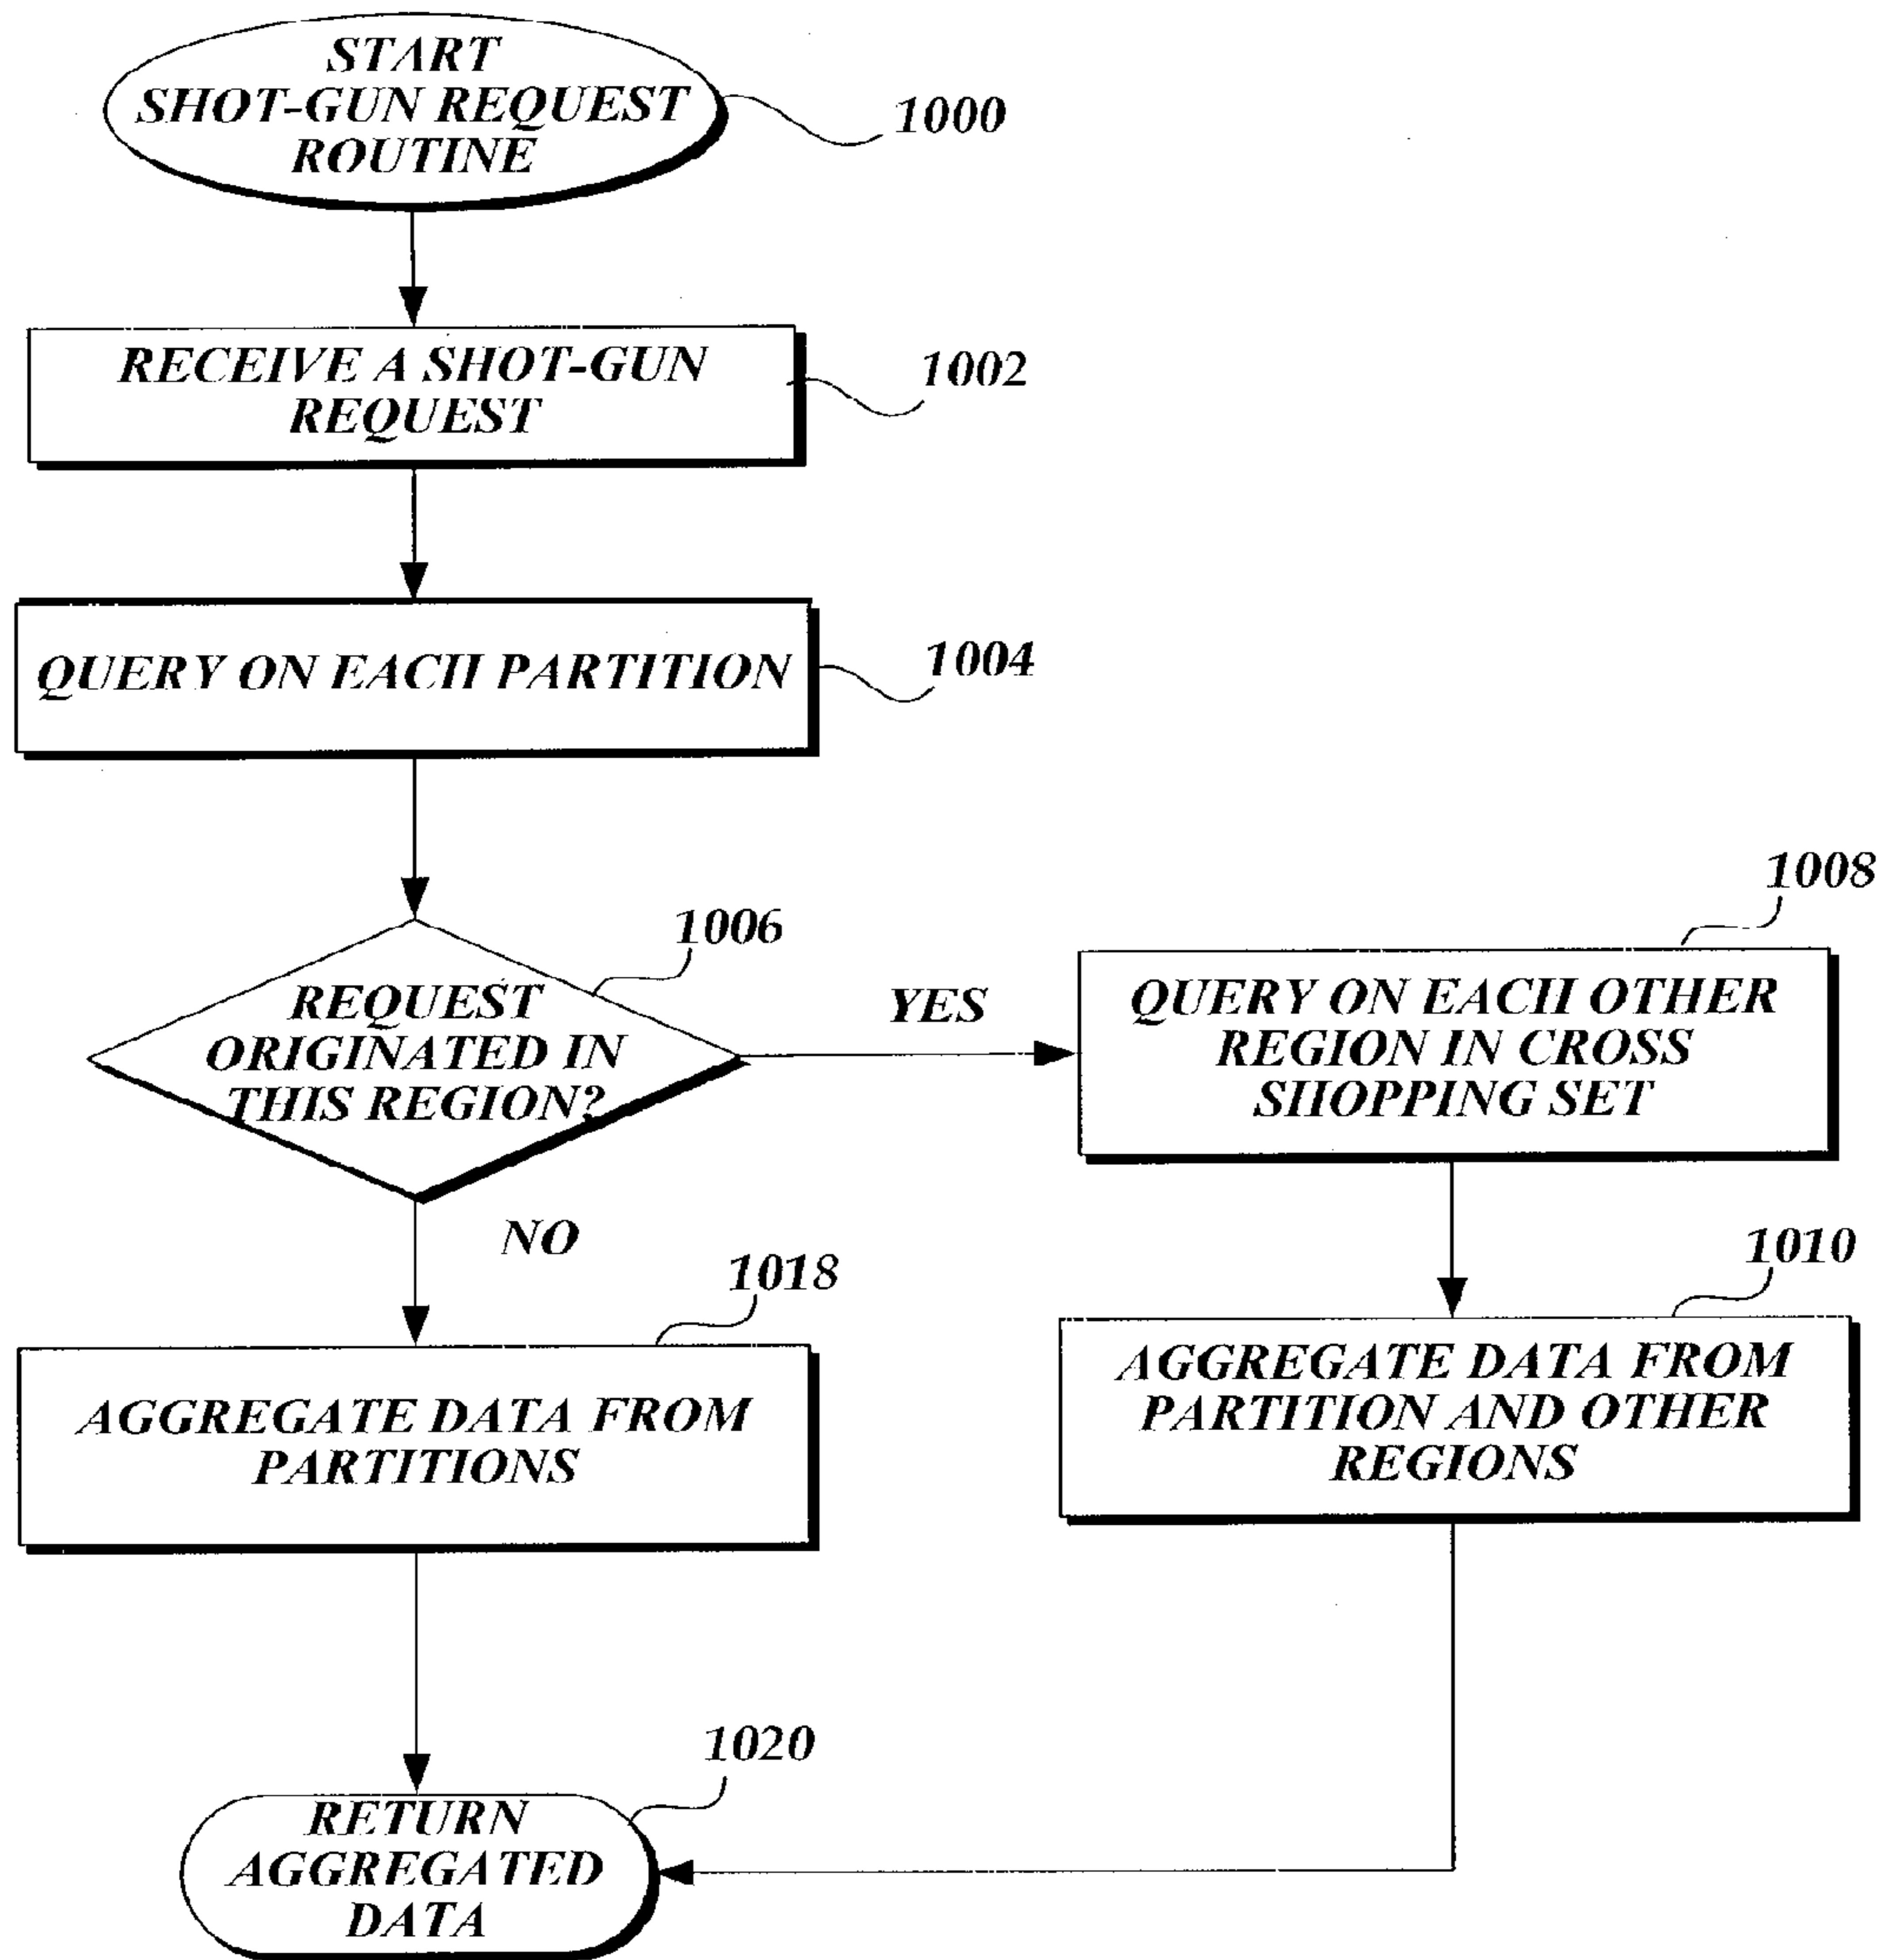 START
SHOT-GUN REQUEST
ROUTINE
1000
RECEIVE A SHOT-GUN
REQUEST
1002
QUERY ON EACH PARTITION
1004
1006
REQUEST
ORIGINATED IN
THIS REGION?
YES
NO
1008
QUERY ON EACH OTHER
REGION IN CROSS
SHOPPING SET
1010
AGGREGATE DATA FROM
PARTITION AND OTHER
REGIONS
1018
AGGREGATE DATA FROM
PARTITIONS
1020
RETURN
AGGREGATED
DATA